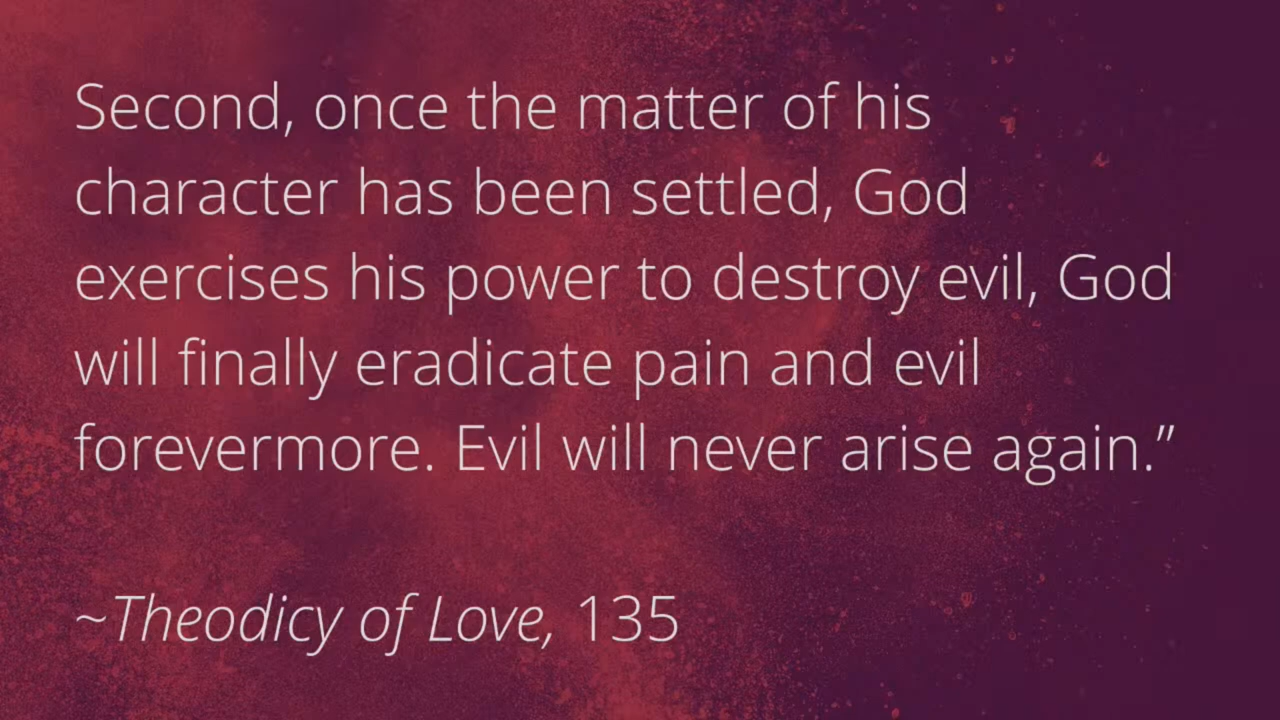 Second, once the matter of his
character has been settled, God
exercises his power to destroy evil, God
will finally eradicate pain and evil
forevermore. Evil will never arise again.”
~Theodicy of Love, 135